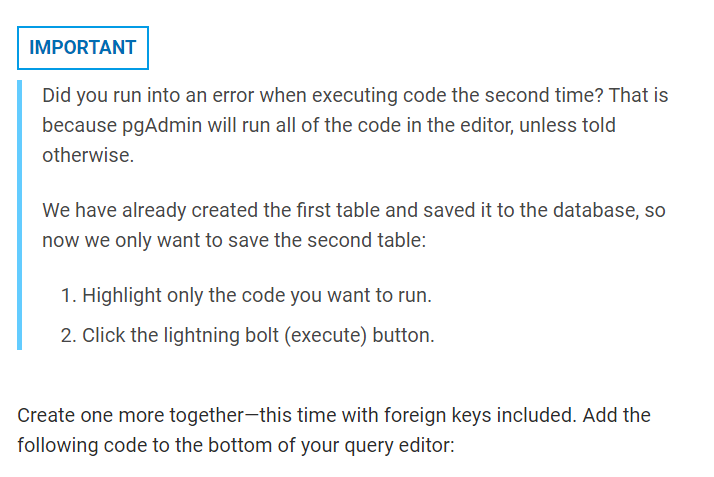 IMPORTANT
Did you run into an error when executing code the second time? That is
because pgAdmin will run all of the code in the editor, unless told
otherwise.
We have already created the first table and saved it to the database, so
now we only want to save the second table:
1. Highlight only the code you want to run.
2. Click the lightning bolt (execute) button.
Create one more together—this time with foreign keys included. Add the
following code to the bottom of your query editor: